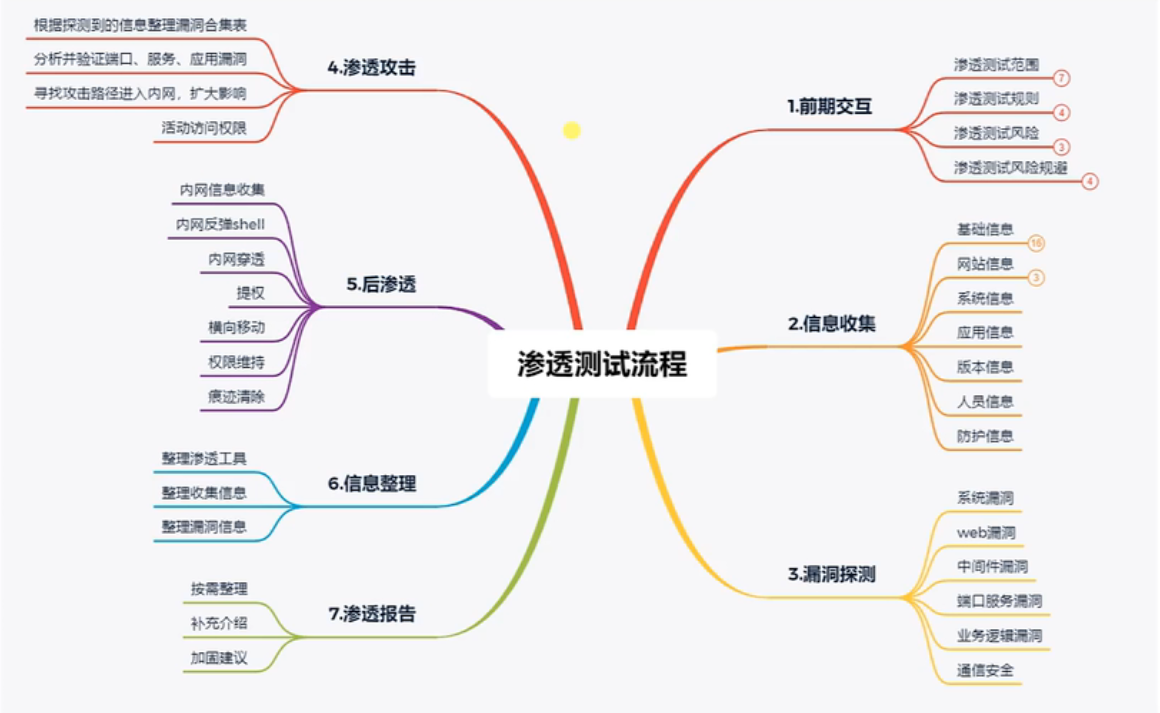 渗透测试流程
1.前期交互
渗透测试范围
7
渗透测试规则
4
渗透测试风险
3
渗透测试风险规避
4
2.信息收集
基础信息
16
网站信息
3
系统信息
应用信息
版本信息
人员信息
防护信息
3.漏洞探测
系统漏洞
web漏洞
中间件漏洞
端口服务漏洞
业务逻辑漏洞
通信安全
4.渗透攻击
根据探测到的信息整理漏洞合集表
分析并验证端口、服务、应用漏洞
寻找攻击路径进入内网，扩大影响
活动访问权限
5.后渗透
内网信息收集
内网反弹shell
内网穿透
提权
横向移动
权限维持
痕迹清除
6.信息整理
整理渗透工具
整理收集信息
整理漏洞信息
7.渗透报告
按需整理
补充介绍
加固建议